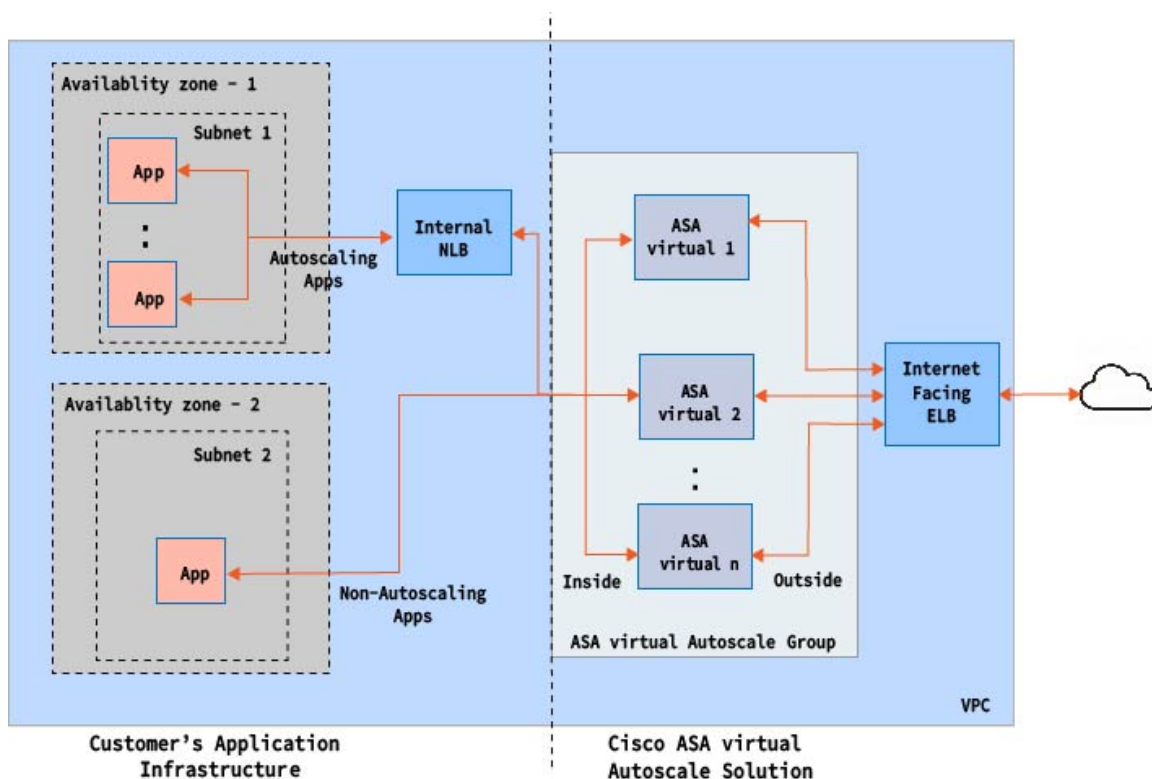 Availablity zone - 1
Subnet 1
App
:
App
Autoscaling
Apps
Internal
NLB
Availablity zone - 2
Subnet 2
App
Non-Autoscaling
Apps
ASA
virtual 1
ASA
virtual 2
:
ASA
virtual n
Inside
Outside
ASA virtual Autoscale Group
Internet
Facing
ELB
VPC
Customer's Application
Infrastructure
Cisco ASA virtual
Autoscale Solution